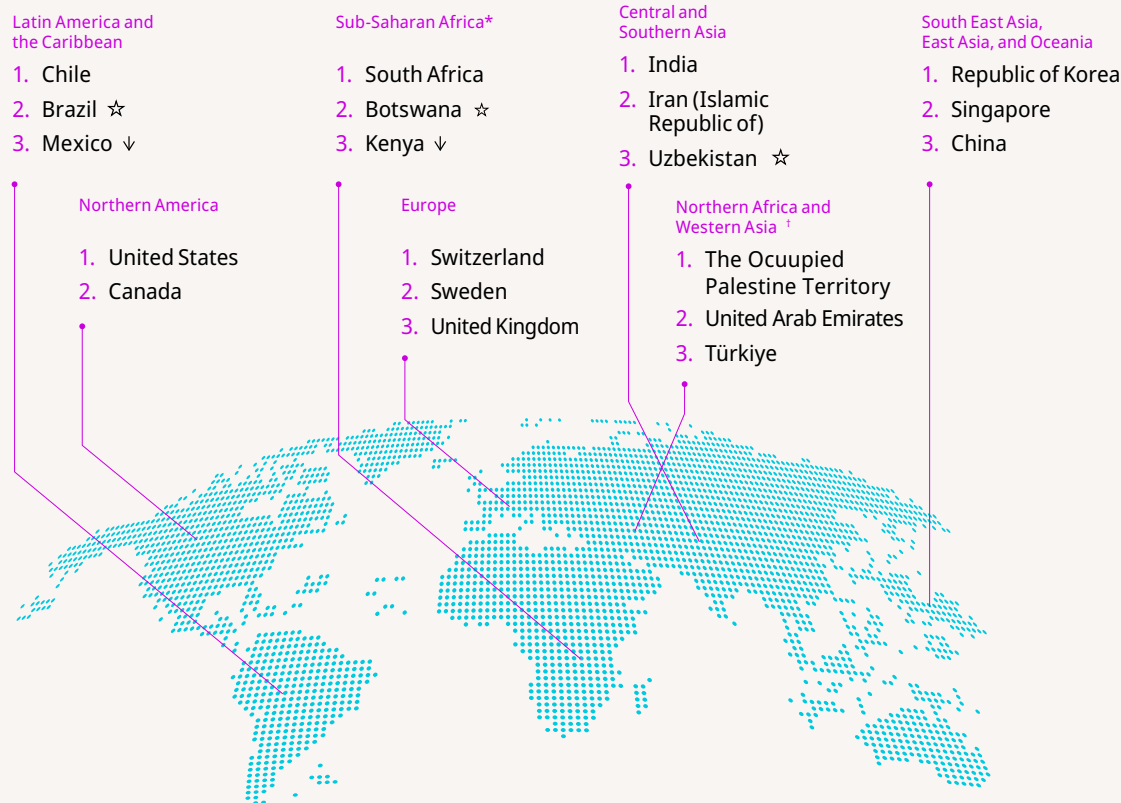 Latin America and
the Caribbean
1. Chile
2. Brazil ☆
3. Mexico ↓
Sub-Saharan Africa*
1. South Africa
2. Botswana ☆
3. Kenya ↓
Central and
Southern Asia
1. India
2. Iran (Islamic
Republic of)
3. Uzbekistan ☆
South East Asia,
East Asia, and Oceania
1. Republic of Korea
2. Singapore
3. China
Northern America
1. United States
2. Canada
Europe
1. Switzerland
2. Sweden
3. United Kingdom
Northern Africa and
Western Asia †
1. The Ocuupied
Palestine Territory
2. United Arab Emirates
3. Türkiye